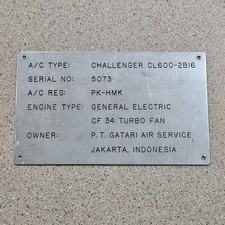 A/C TYPE: CHALLENGER CL600-2B16
SERIAL NO: 5073
A/C REG: PK-HMK
ENGINE TYPE: GENERAL ELECTRIC
CF 34 TURBO FAN
OWNER: P.T. GATARI AIR SERVICE
JAKARTA, INDONESIA